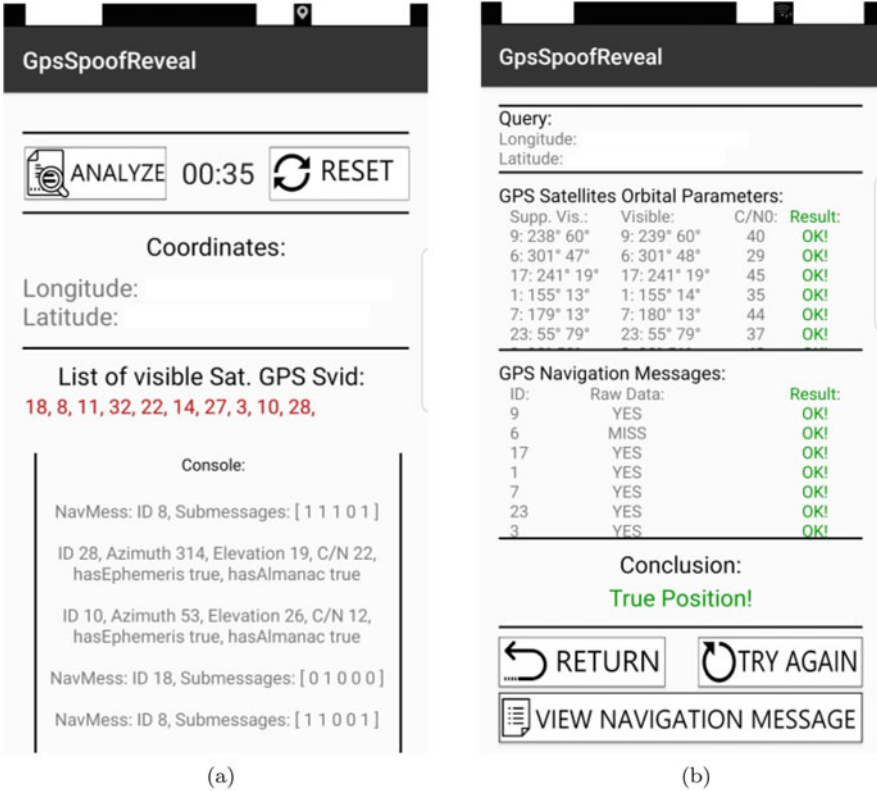 GpsSpoofReveal
ANALYZE 00:35 RESET
Coordinates:
Longitude:
Latitude:
List of visible Sat. GPS Svid:
18, 8, 11, 32, 22, 14, 27, 3, 10, 28,
Console:
NavMess: ID 8, Submessages: [ 1 1 1 0 1 ]
ID 28, Azimuth 314, Elevation 19, C/N 22,
hasEphemeris true, hasAlmanac true
ID 10, Azimuth 53, Elevation 26, C/N 12,
hasEphemeris true, hasAlmanac true
NavMess: ID 18, Submessages: [ 0 1 0 0 0 ]
NavMess: ID 8, Submessages: [ 1 1 0 0 1 ]
(a)
GpsSpoofReveal
Query:
Longitude:
Latitude:
GPS Satellites Orbital Parameters:
Supp. Vis.: Visible: C/N0: Result:
9: 238° 60° 9: 239° 60° 40 OK!
6: 301° 47° 6: 301° 48° 29 OK!
17: 241° 19° 17: 241° 19° 45 OK!
1: 155° 13° 1: 155° 14° 35 OK!
7: 179° 13° 7: 180° 13° 44 OK!
23: 55° 79° 23: 55° 79° 37 OK!
GPS Navigation Messages:
ID: Raw Data: Result:
9 YES OK!
6 MISS OK!
17 YES OK!
1 YES OK!
7 YES OK!
23 YES OK!
3 YES OK!
Conclusion:
True Position!
RETURN TRY AGAIN
VIEW NAVIGATION MESSAGE
(b)